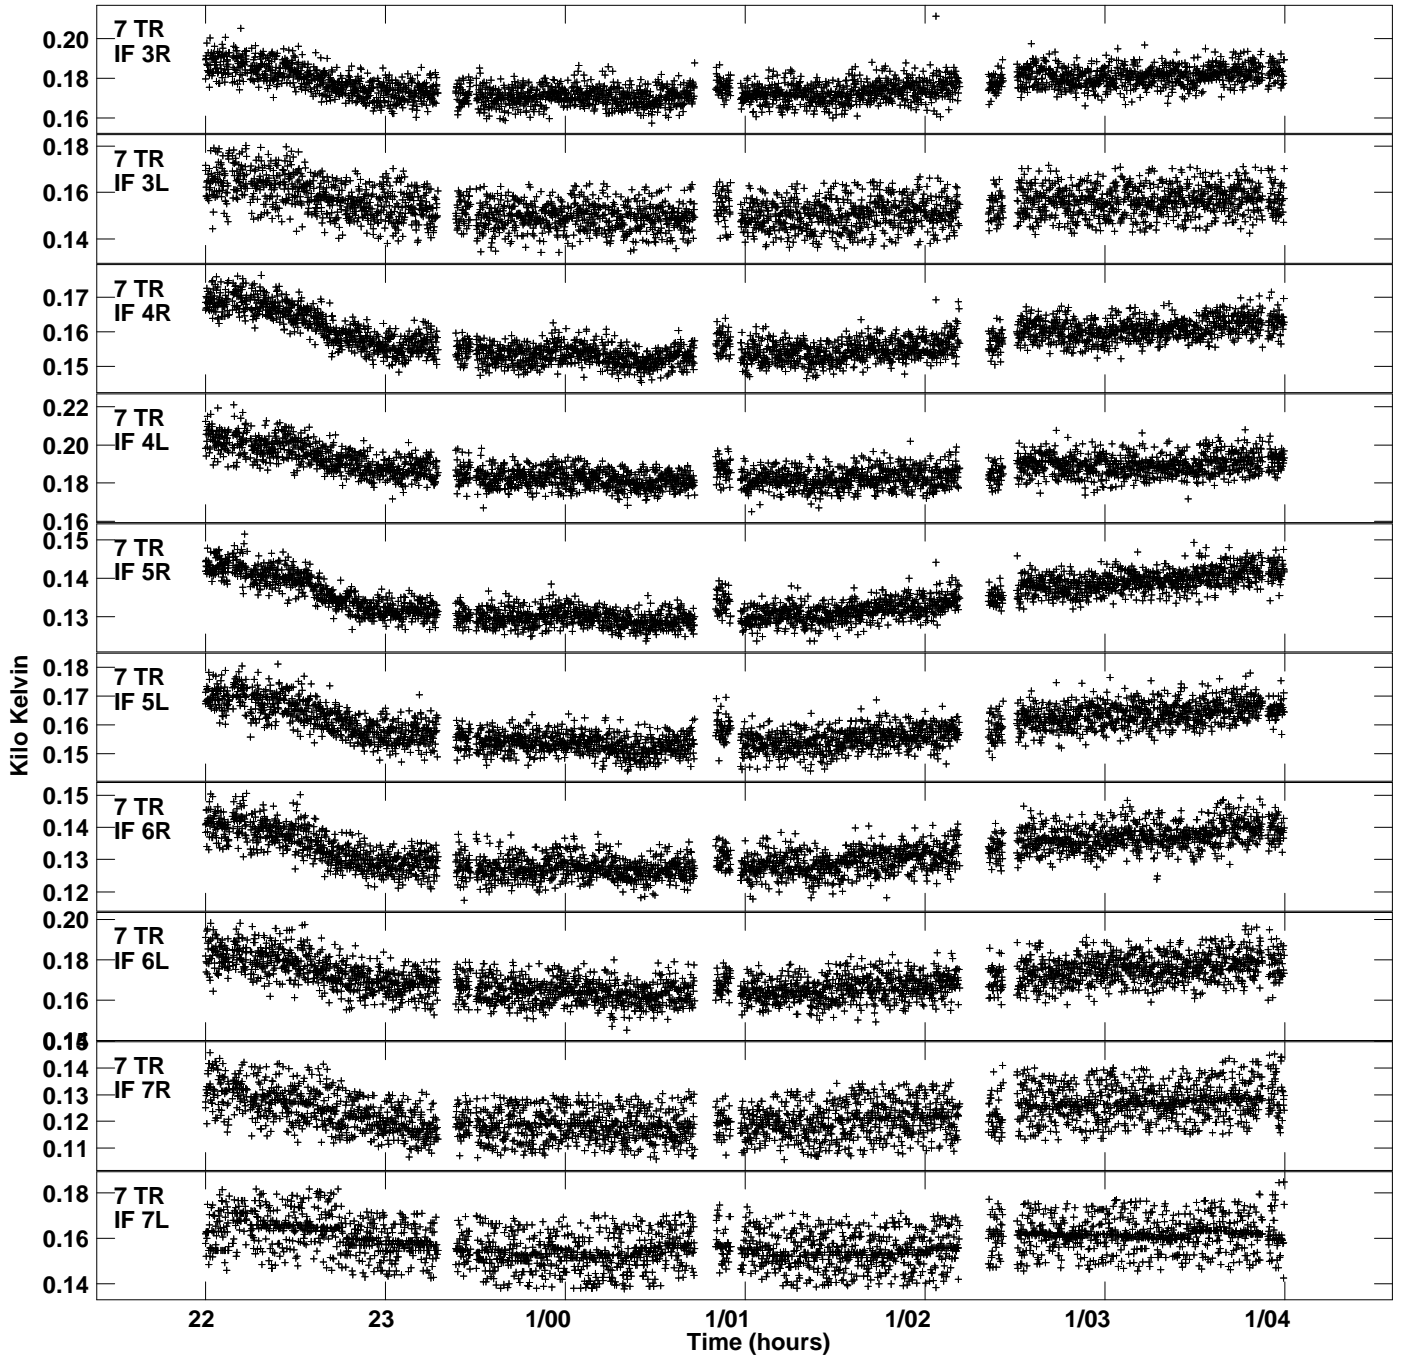 7 TR
IF 3R
0.20
0.18
0.16
7 TR
IF 3L
0.18
0.16
0.14
7 TR
IF 4R
0.17
0.16
0.15
7 TR
IF 4L
0.22
0.20
0.18
0.16
7 TR
IF 5R
0.15
0.14
0.13
7 TR
IF 5L
0.18
0.17
0.16
0.15
7 TR
IF 6R
0.15
0.14
0.13
0.12
7 TR
IF 6L
0.20
0.18
0.16
7 TR
IF 7R
0.14
0.13
0.12
0.11
7 TR
IF 7L
0.18
0.16
0.14
Kilo Kelvin
22 23 1/00 1/01 1/02 1/03 1/04
Time (hours)